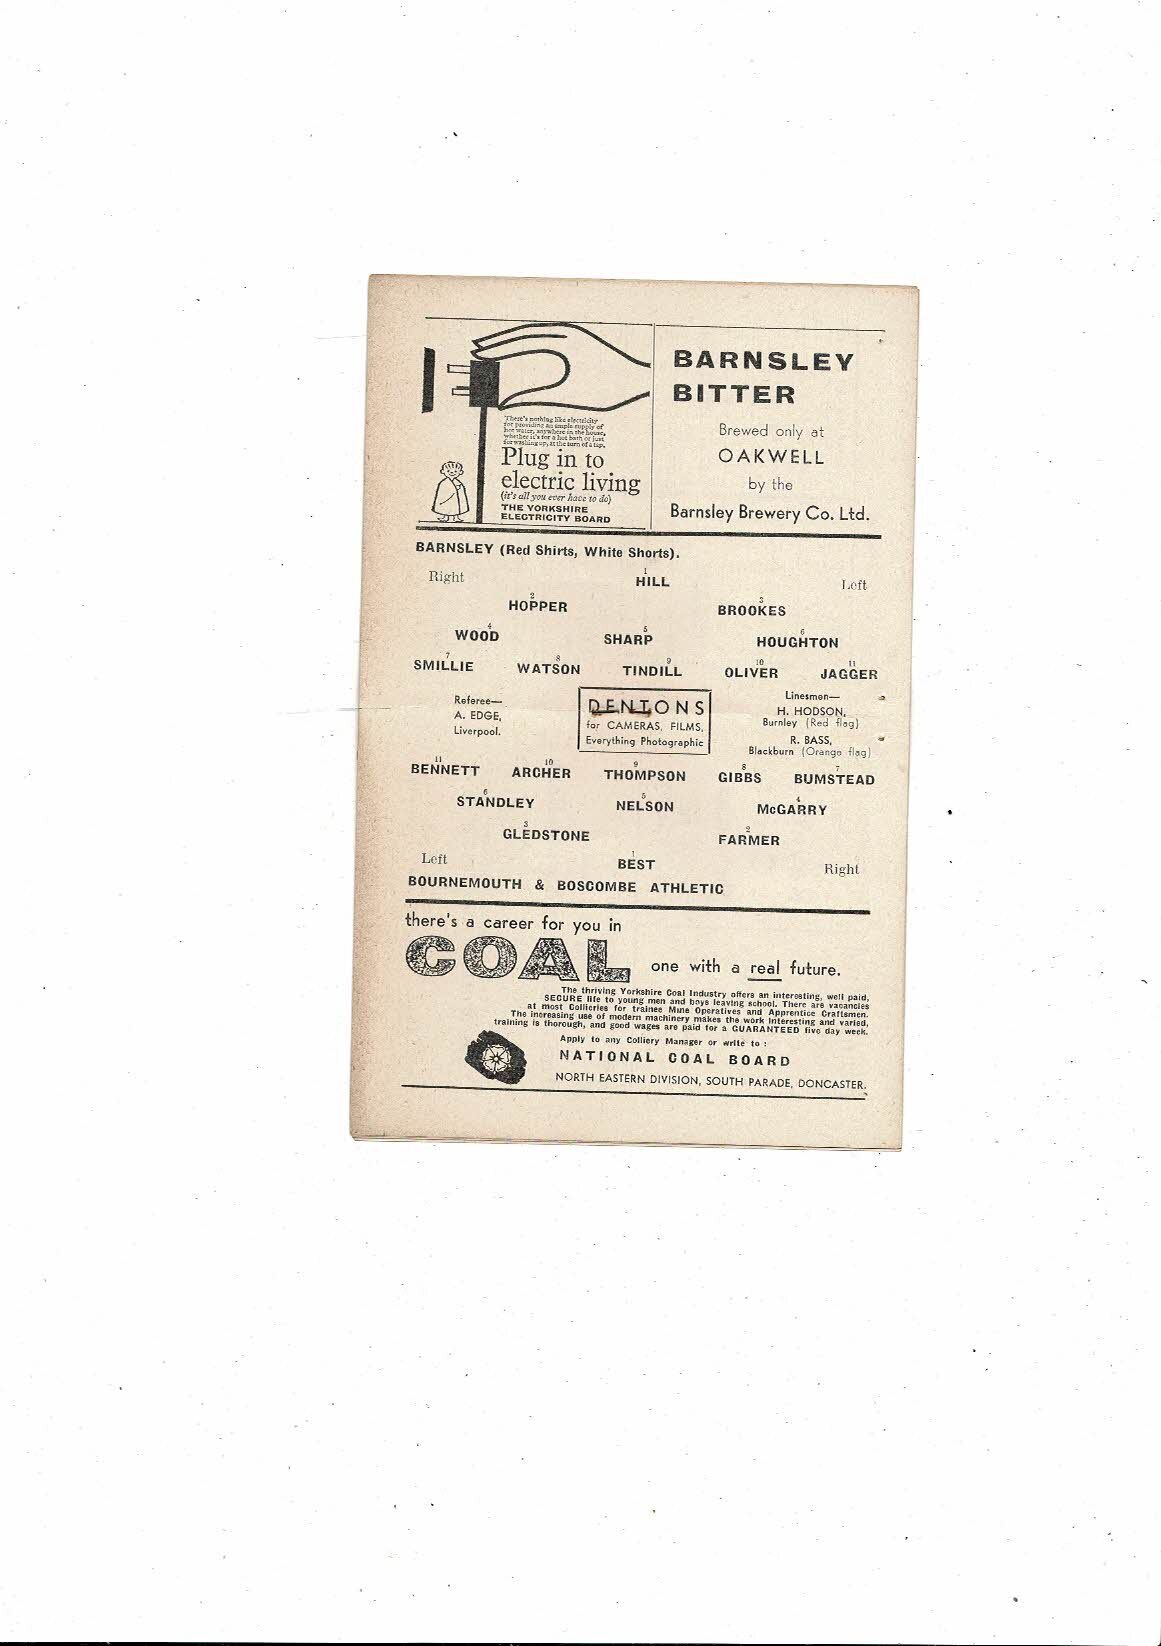 There's nothing like electricity
for providing an ample supply of
hot water, anywhere in the house,
whether it's for a hot bath or just
for washing up, at the turn of a tap.
Plug in to
electric living
(it's all you ever have to do)
THE YORKSHIRE
ELECTRICITY BOARD
BARNSLEY
BITTER
Brewed only at
OAKWELL
by the
Barnsley Brewery Co. Ltd.
BARNSLEY (Red Shirts, White Shorts).
Right 1 Left
HILL
2 3
HOPPER BROOKES
4 5 6
WOOD SHARP HOUGHTON
7 8 9 10 11
SMILLIE WATSON TINDILL OLIVER JAGGER
Referee—
A. EDGE,
Liverpool.
DENTONS
for CAMERAS, FILMS,
Everything Photographic
Linesmen—
H. HODSON,
Burnley (Red flag)
R. BASS,
Blackburn (Orange flag)
11 10 9 8 7
BENNETT ARCHER THOMPSON GIBBS BUMSTEAD
6 5 4
STANDLEY NELSON McGARRY
3 2
GLEDSTONE FARMER
Left 1 Right
BEST
BOURNEMOUTH & BOSCOMBE ATHLETIC
there's a career for you in
COAL one with a real future.
The thriving Yorkshire Coal Industry offers an interesting, well paid,
SECURE life to young men and boys leaving school. There are vacancies
at most Collieries for trainee Mine Operatives and Apprentice Craftsmen.
The increasing use of modern machinery makes the work interesting and varied,
training is thorough, and good wages are paid for a GUARANTEED five day week.
Apply to any Colliery Manager or write to :
NATIONAL COAL BOARD
NORTH EASTERN DIVISION, SOUTH PARADE, DONCASTER.